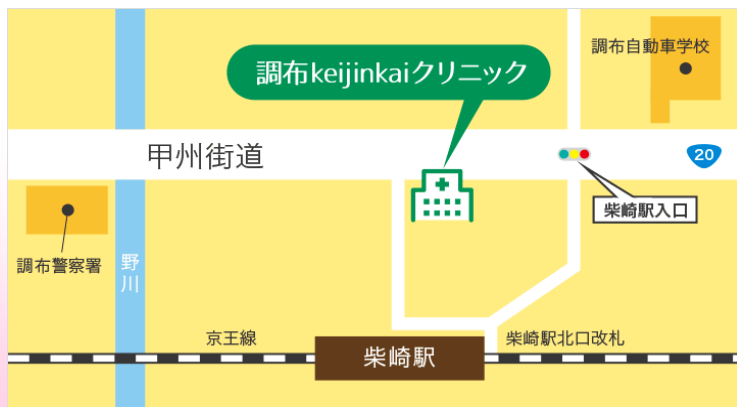 調布自動車学校
調布keijinkaiクリニック
甲州街道
20
柴崎駅入口
調布警察署
野川
京王線
柴崎駅
柴崎駅北口改札